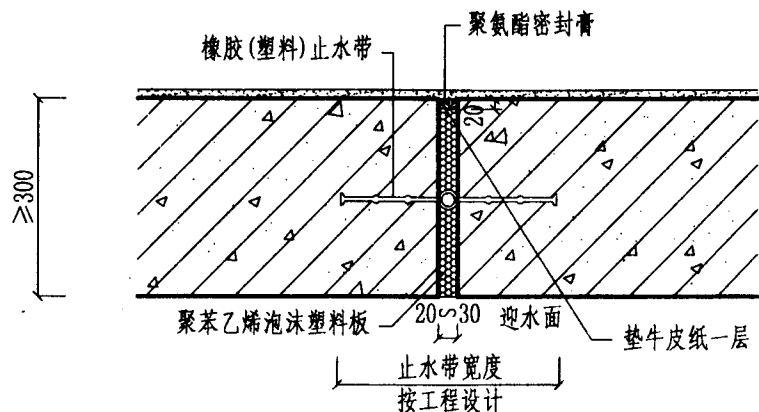 聚氨酯密封膏
橡胶(塑料)止水带
20
≥300
聚苯乙烯泡沫塑料板
20∽30
迎水面
垫牛皮纸一层
止水带宽度
按工程设计